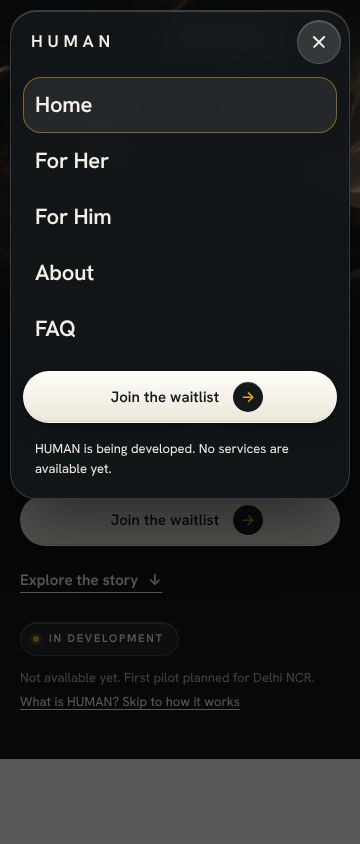 HUMAN
Home
For Her
For Him
About
FAQ
Join the waitlist
HUMAN is being developed. No services are
available yet.
Join the waitlist
Explore the story
IN DEVELOPMENT
Not available yet. First pilot planned for Delhi NCR.
What is HUMAN? Skip to how it works